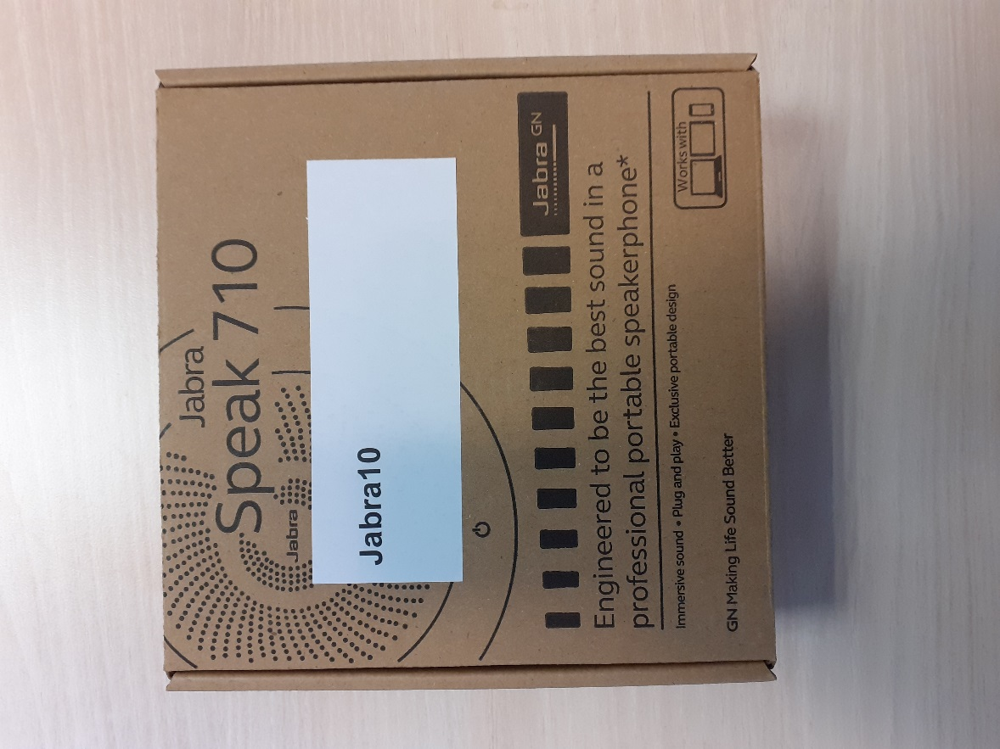 Jabra
Speak 710
Jabra
Jabra10
Jabra GN
Engineered to be the best sound in a
professional portable speakerphone*
Immersive sound • Plug and play • Exclusive portable design
Works with
GN Making Life Sound Better